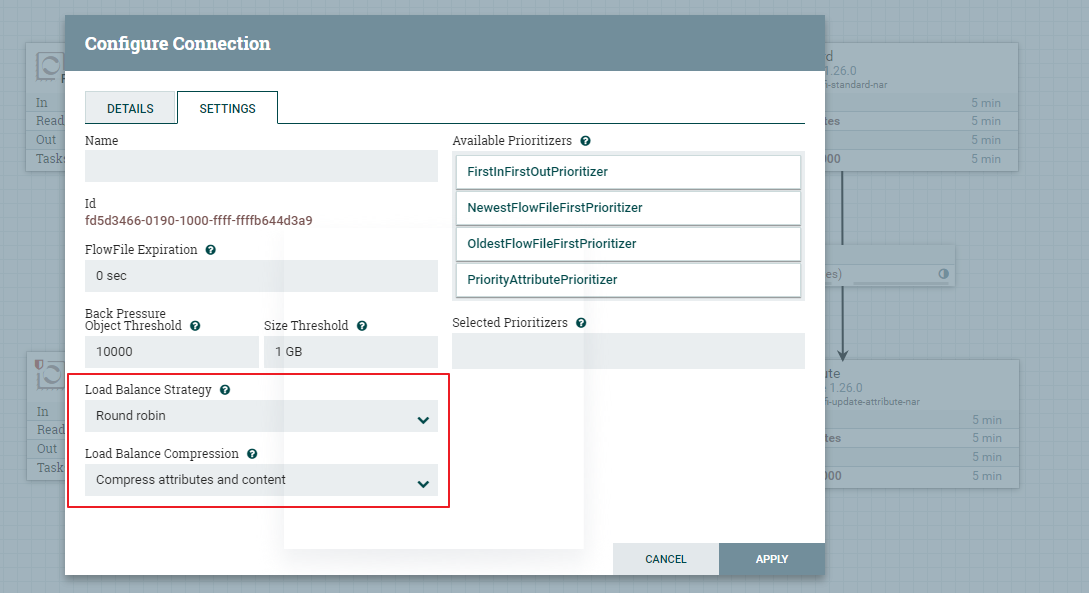 Configure Connection
DETAILS
SETTINGS
Name
Id
fd5d3466-0190-1000-ffff-ffffb644d3a9
FlowFile Expiration
0 sec
Back Pressure
Object Threshold
Size Threshold
10000
1 GB
Load Balance Strategy
Round robin
Load Balance Compression
Compress attributes and content
Available Prioritizers
FirstInFirstOutPrioritizer
NewestFlowFileFirstPrioritizer
OldestFlowFileFirstPrioritizer
PriorityAttributePrioritizer
Selected Prioritizers
CANCEL
APPLY
In
Read
Out
Tasks
1.26.0
fi-standard-nar
5 min
5 min
5 min
5 min
es)
In
Read
Out
Task
ute
1.26.0
fi-update-attribute-nar
tes
000
5 min
5 min
5 min
5 min